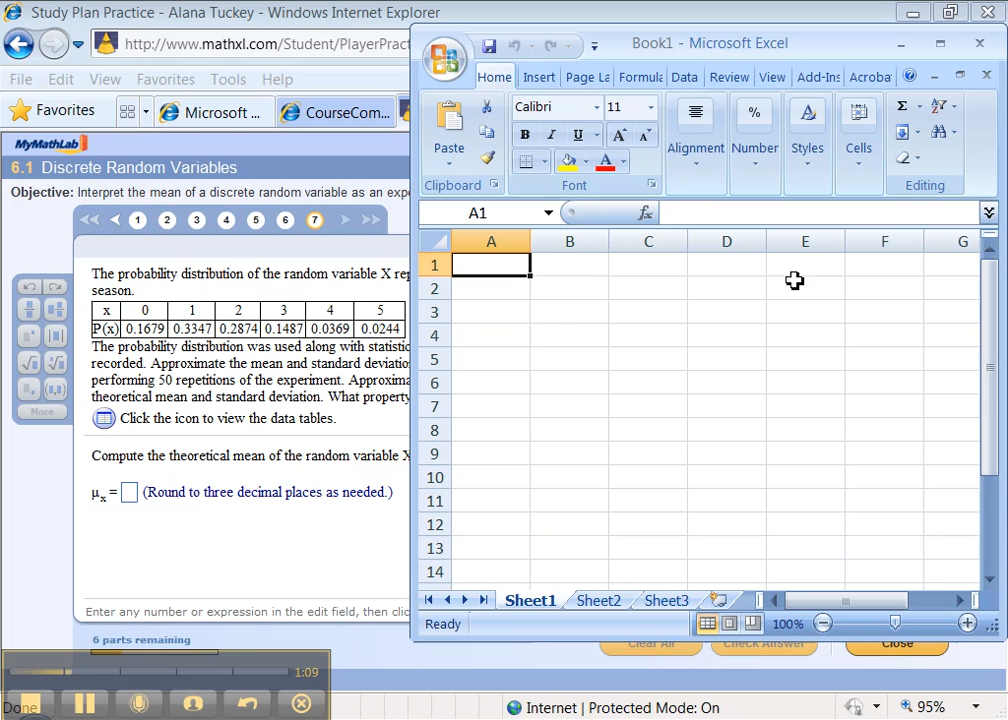 Study Plan Practice - Alana Tuckey - Windows Internet Explorer
http://www.mathxl.com/Student/PlayerPract
File Edit View Favorites Tools Help
Favorites
Microsoft ...
CourseCom...
MyMathLab
6.1 Discrete Random Variables
Objective: Interpret the mean of a discrete random variable as an expe
1 2 3 4 5 6 7
The probability distribution of the random variable X rep
season.
x 0 1 2 3 4 5
P(x) 0.1679 0.3347 0.2874 0.1487 0.0369 0.0244
The probability distribution was used along with statistic
recorded. Approximate the mean and standard deviatio
performing 50 repetitions of the experiment. Approxima
theoretical mean and standard deviation. What property
Click the icon to view the data tables.
Compute the theoretical mean of the random variable X
μx = (Round to three decimal places as needed.)
More
Enter any number or expression in the edit field, then clic
6 parts remaining
1:09
Done
Clear All
Check Answer
Close
Internet | Protected Mode: On
95%
Book1 - Microsoft Excel
Home Insert Page La Formula Data Review View Add-Ins Acroba
Calibri 11
Paste
B I U A A
A
Alignment Number Styles Cells
Clipboard Font Editing
A1
fx
A B C D E F G
1
2
3
4
5
6
7
8
9
10
11
12
13
14
Sheet1 Sheet2 Sheet3
Ready
100%